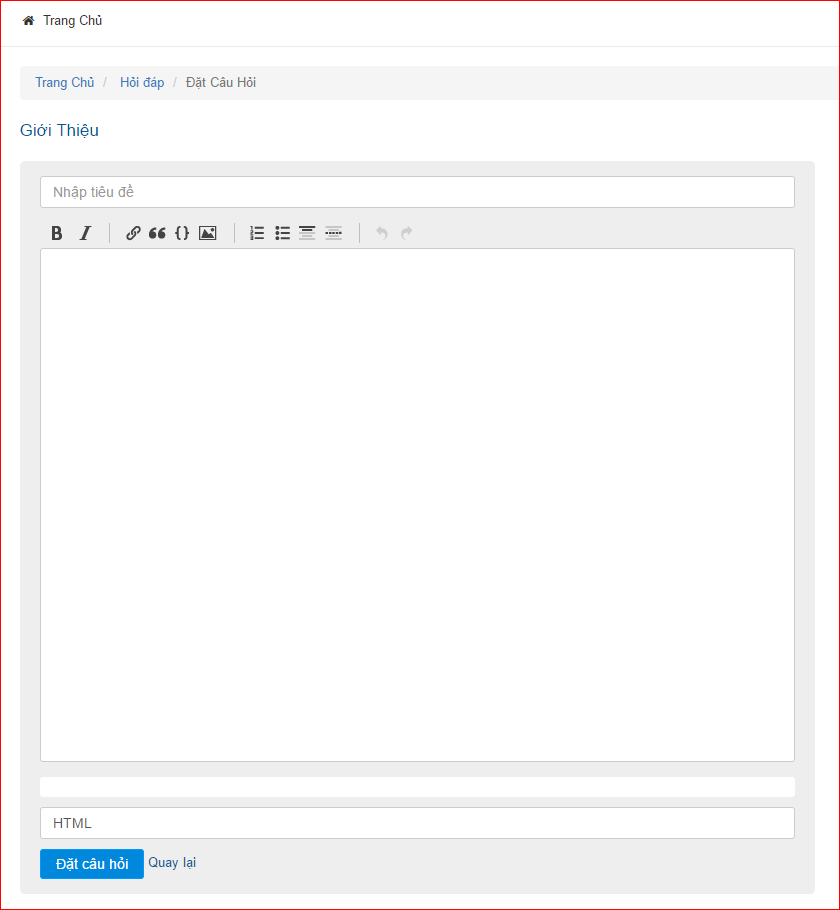 Trang Chủ
Trang Chủ / Hỏi đáp / Đặt Câu Hỏi
Giới Thiệu
Nhập tiêu đề
HTML
Đặt câu hỏi Quay lại